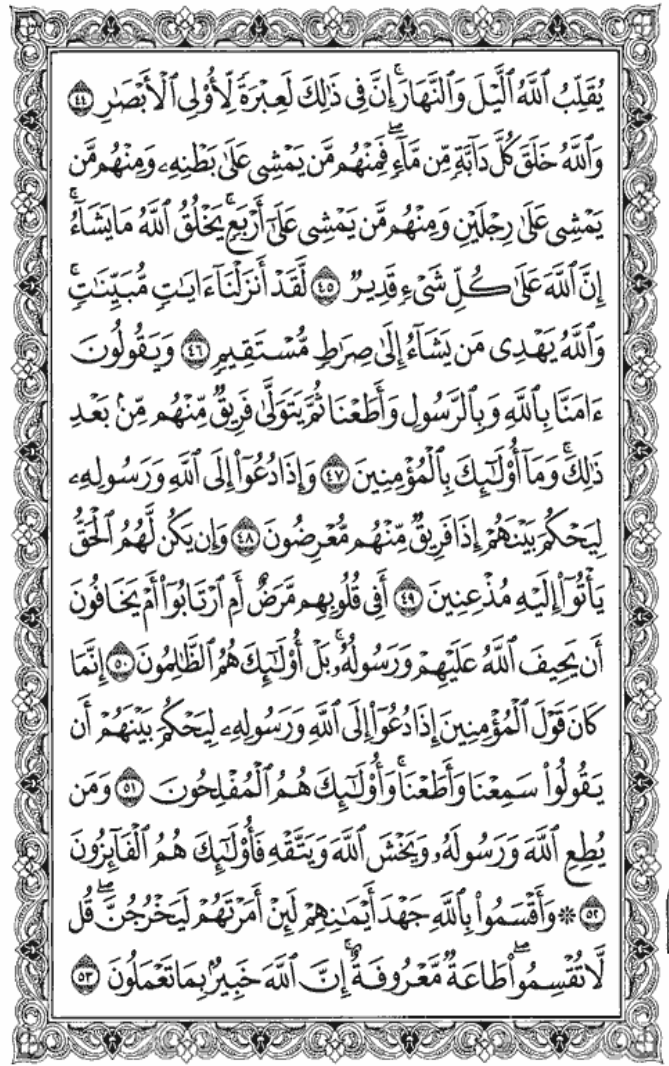 يُقَلِّبُ ٱللَّهُ ٱلَّيۡلَ وَٱلنَّهَارَۚ إِنَّ فِي ذَٰلِكَ لَعِبۡرَةٗ لِّأُوْلِي ٱلۡأَبۡصَٰرِ ٤٤
وَٱللَّهُ خَلَقَ كُلَّ دَآبَّةٖ مِّن مَّآءٖۖ فَمِنۡهُم مَّن يَمۡشِي عَلَىٰ بَطۡنِهِۦ وَمِنۡهُم مَّن
يَمۡشِي عَلَىٰ رِجۡلَيۡنِ وَمِنۡهُم مَّن يَمۡشِي عَلَىٰٓ أَرۡبَعٖۚ يَخۡلُقُ ٱللَّهُ مَا يَشَآءُۚ
إِنَّ ٱللَّهَ عَلَىٰ كُلِّ شَيۡءٖ قَدِيرٞ ٤٥ لَّقَدۡ أَنزَلۡنَآ ءَايَٰتٖ مُّبَيِّنَٰتٖۚ
وَٱللَّهُ يَهۡدِي مَن يَشَآءُ إِلَىٰ صِرَٰطٖ مُّسۡتَقِيمٖ ٤٦ وَيَقُولُونَ
ءَامَنَّا بِٱللَّهِ وَبِٱلرَّسُولِ وَأَطَعۡنَا ثُمَّ يَتَوَلَّىٰ فَرِيقٞ مِّنۡهُم مِّنۢ بَعۡدِ
ذَٰلِكَۚ وَمَآ أُوْلَٰٓئِكَ بِٱلۡمُؤۡمِنِينَ ٤٧ وَإِذَا دُعُوٓاْ إِلَى ٱللَّهِ وَرَسُولِهِۦ
لِيَحۡكُمَ بَيۡنَهُمۡ إِذَا فَرِيقٞ مِّنۡهُم مُّعۡرِضُونَ ٤٨ وَإِن يَكُن لَّهُمُ ٱلۡحَقُّ
يَأۡتُوٓاْ إِلَيۡهِ مُذۡعِنِينَ ٤٩ أَفِي قُلُوبِهِم مَّرَضٌ أَمِ ٱرۡتَابُوٓاْ أَمۡ يَخَافُونَ
أَن يَحِيفَ ٱللَّهُ عَلَيۡهِمۡ وَرَسُولُهُۥۚ بَلۡ أُوْلَٰٓئِكَ هُمُ ٱلظَّٰلِمُونَ ٥٠ إِنَّمَا
كَانَ قَوۡلَ ٱلۡمُؤۡمِنِينَ إِذَا دُعُوٓاْ إِلَى ٱللَّهِ وَرَسُولِهِۦ لِيَحۡكُمَ بَيۡنَهُمۡ أَن
يَقُولُواْ سَمِعۡنَا وَأَطَعۡنَاۚ وَأُوْلَٰٓئِكَ هُمُ ٱلۡمُفۡلِحُونَ ٥١ وَمَن
يُطِعِ ٱللَّهَ وَرَسُولَهُۥ وَيَخۡشَ ٱللَّهَ وَيَتَّقۡهِ فَأُوْلَٰٓئِكَ هُمُ ٱلۡفَآئِزُونَ
٥٢ ۞ وَأَقۡسَمُواْ بِٱللَّهِ جَهۡدَ أَيۡمَٰنِهِمۡ لَئِنۡ أَمَرۡتَهُمۡ لَيَخۡرُجُنَّۖ قُل
لَّا تُقۡسِمُواْۖ طَاعَةٞ مَّعۡرُوفَةٌۚ إِنَّ ٱللَّهَ خَبِيرُۢ بِمَا تَعۡمَلُونَ ٥٣